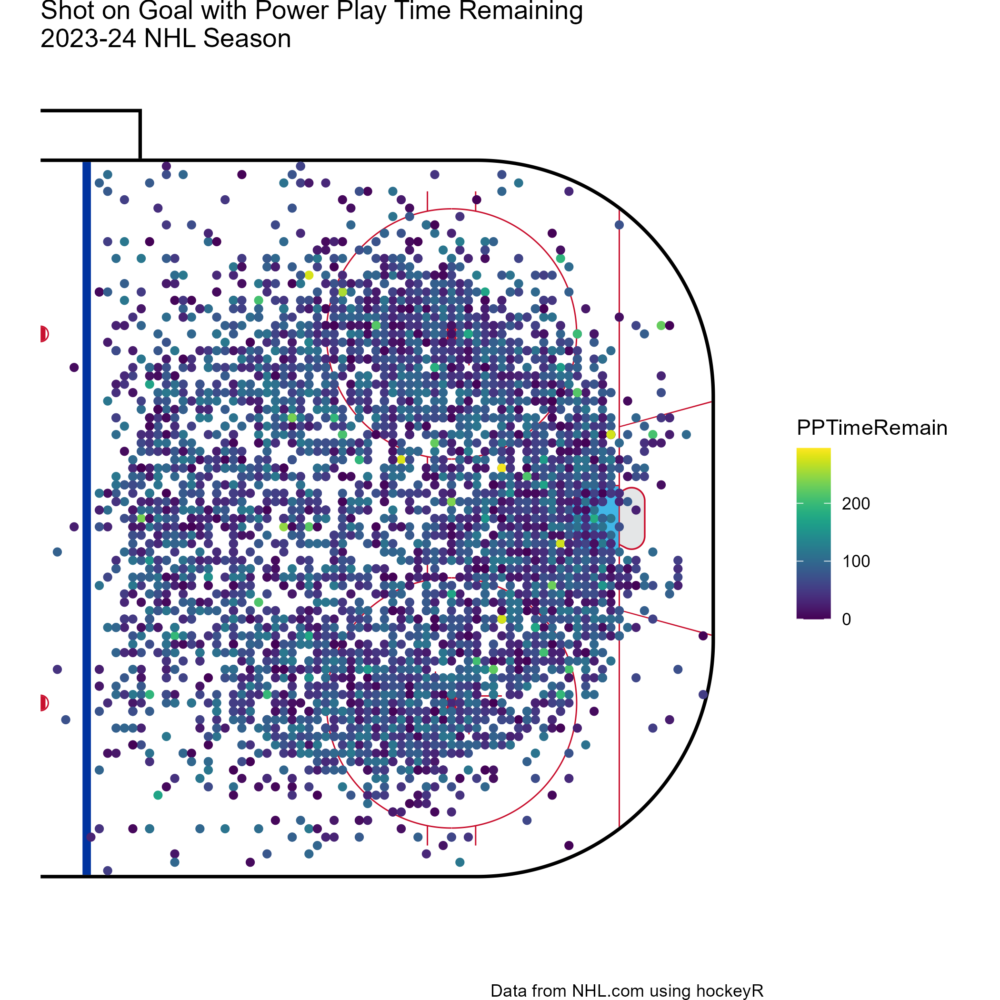 Shot on Goal with Power Play Time Remaining
2023-24 NHL Season
PPTimeRemain
200
100
0
Data from NHL.com using hockeyR